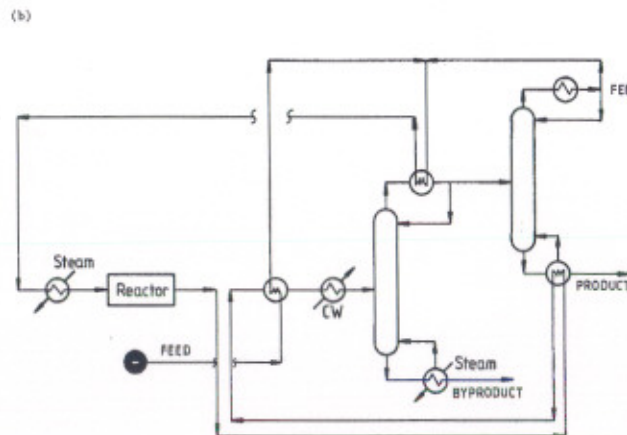 (b)
FEE
Steam
Reactor
CW
PRODUCT
FEED
Steam
BYPRODUCT